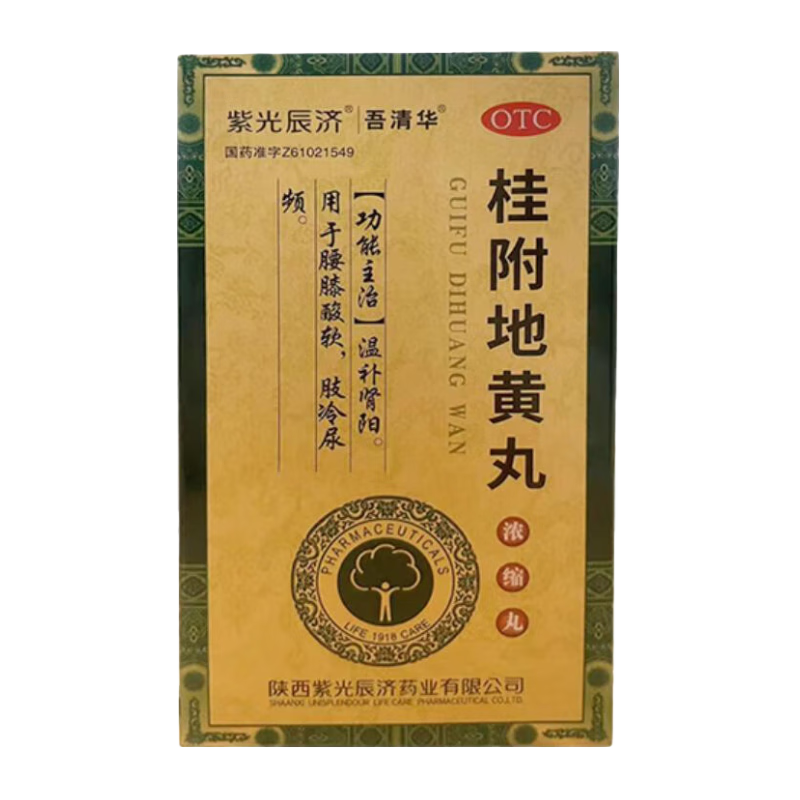 紫光辰济® 吾清华®
国药准字Z61021549
OTC
桂附地黄丸
GUIFU DIHUANG WAN
浓缩丸
【功能主治】温补肾阳。
用于腰膝酸软，肢冷尿
频。
PHARMACEUTICALS
LIFE 1918 CARE
陕西紫光辰济药业有限公司
SHAANXI UNISPLENDOUR LIFE CARE PHARMACEUTICAL CO.,LTD.